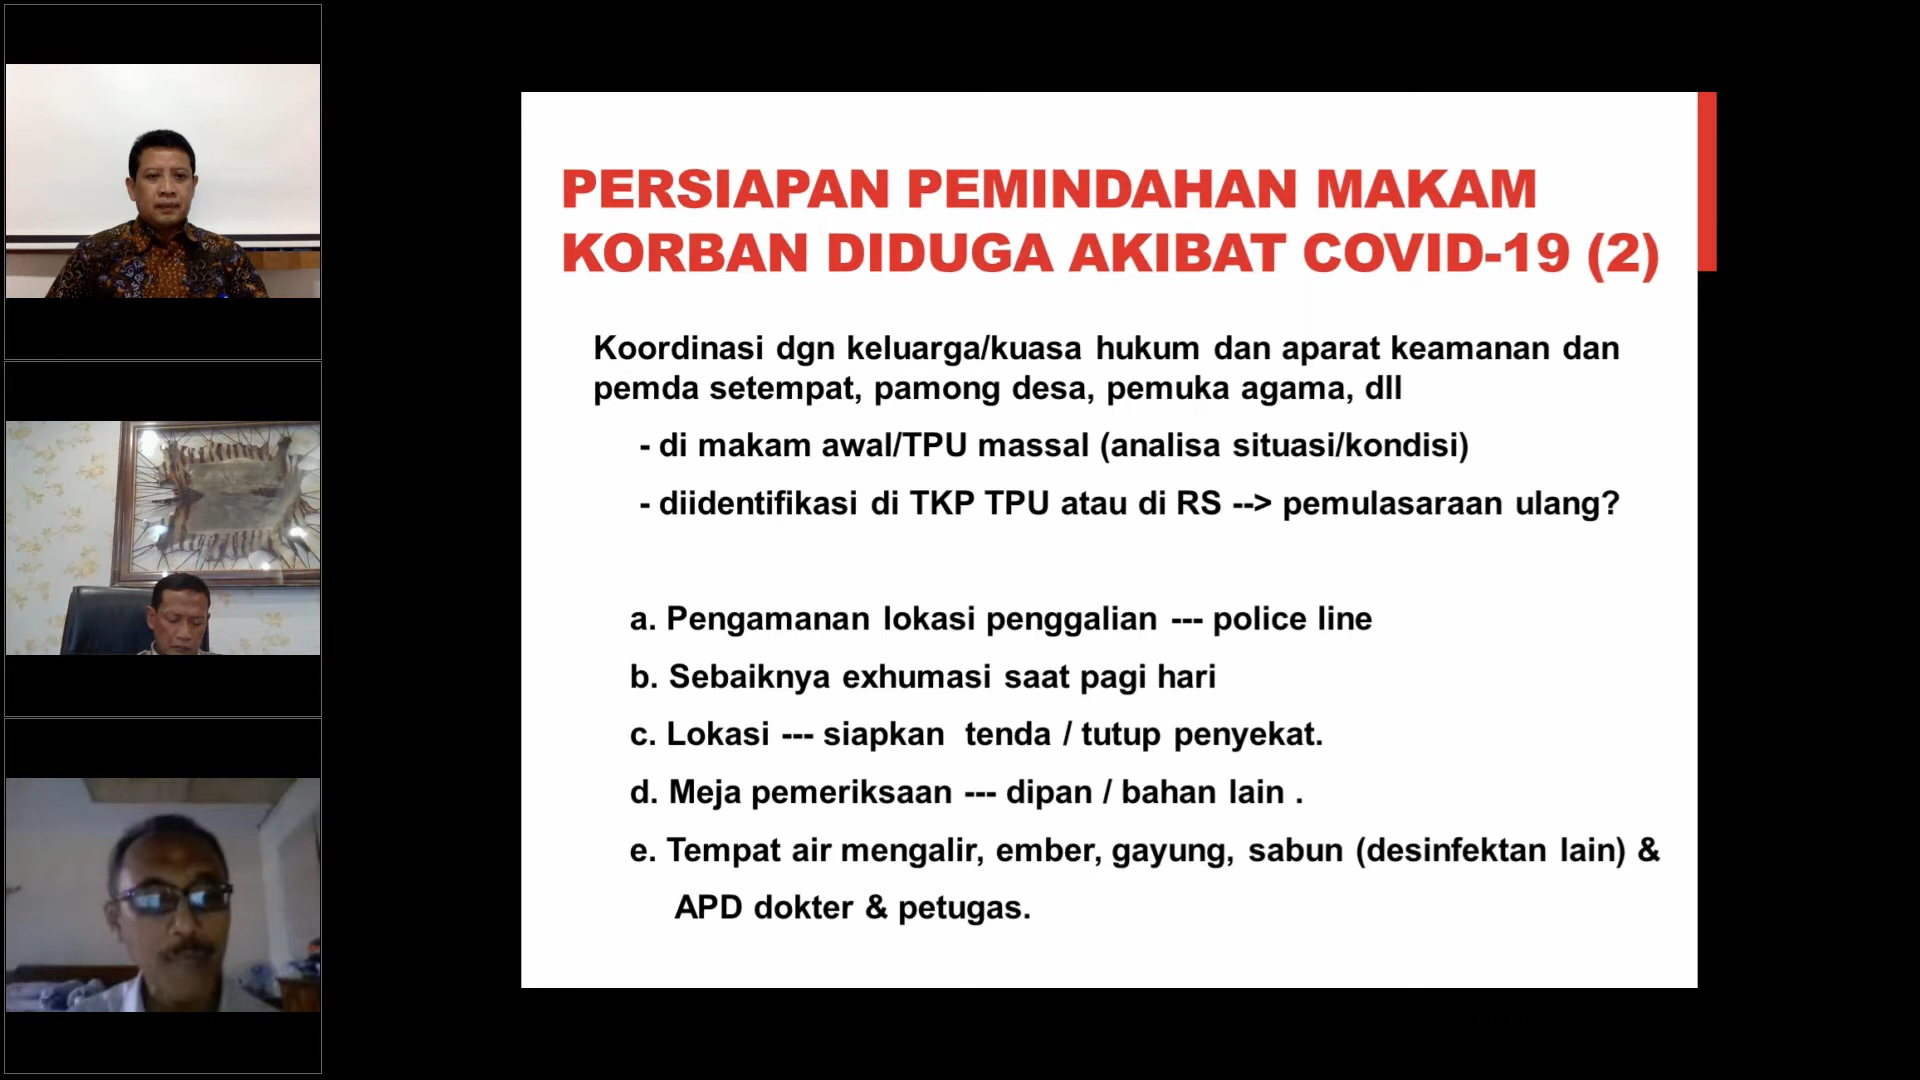 PERSIAPAN PEMINDAHAN MAKAM
KORBAN DIDUGA AKIBAT COVID-19 (2)
Koordinasi dgn keluarga/kuasa hukum dan aparat keamanan dan
pemda setempat, pamong desa, pemuka agama, dll
- di makam awal/TPU massal (analisa situasi/kondisi)
- diidentifikasi di TKP TPU atau di RS --> pemulasaraan ulang?
a. Pengamanan lokasi penggalian --- police line
b. Sebaiknya exhumasi saat pagi hari
c. Lokasi --- siapkan tenda / tutup penyekat.
d. Meja pemeriksaan --- dipan / bahan lain .
e. Tempat air mengalir, ember, gayung, sabun (desinfektan lain) &
APD dokter & petugas.